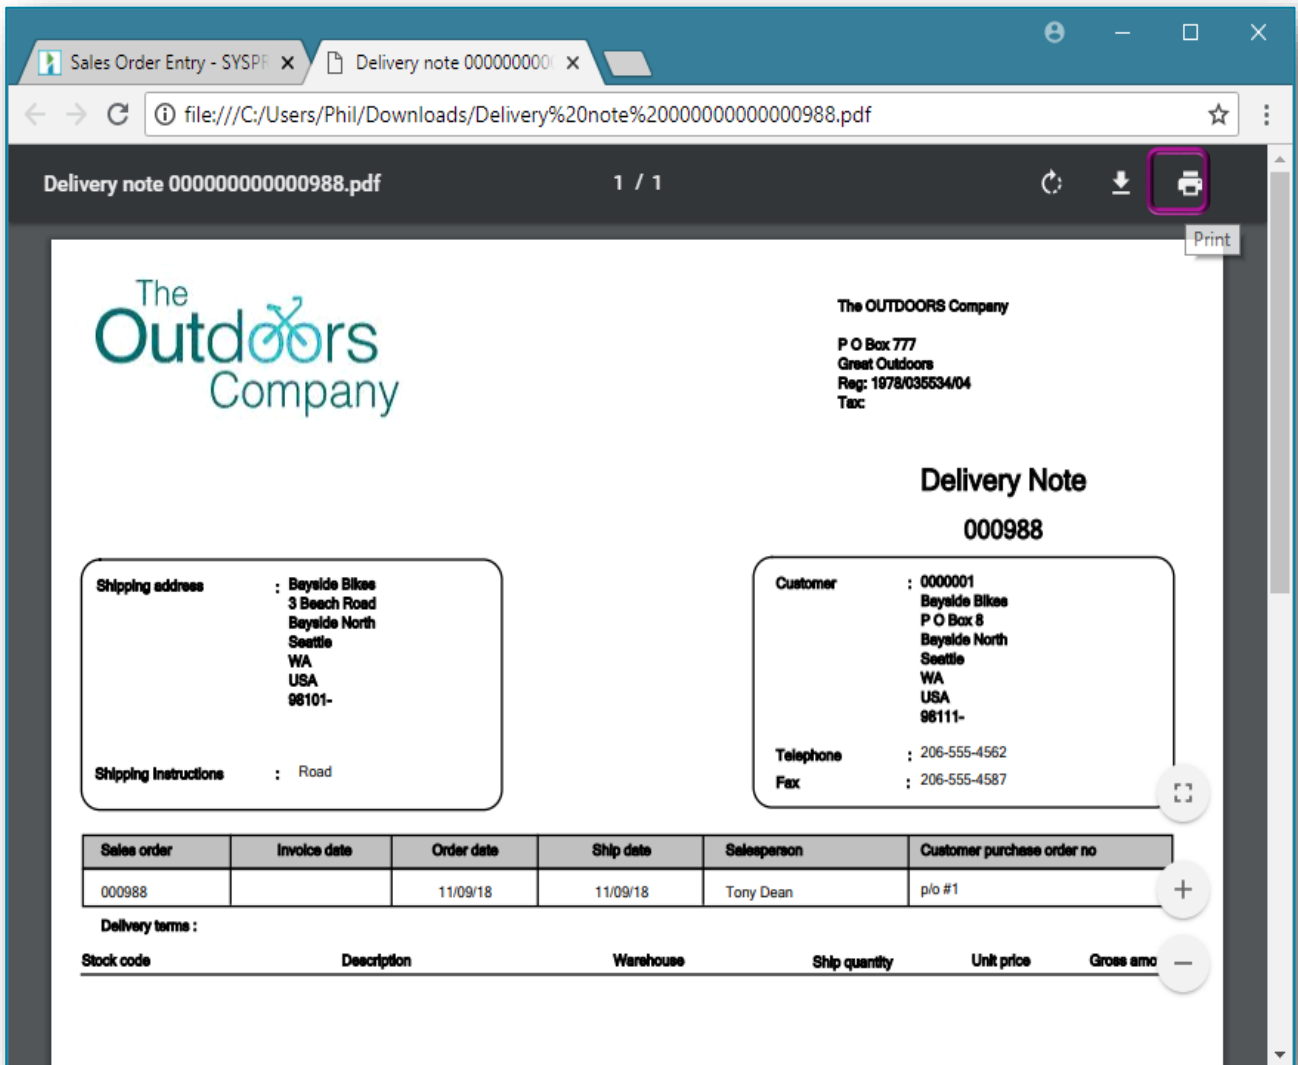 Sales Order Entry - SYSPR
Delivery note 0000000000
file:///C:/Users/Phil/Downloads/Delivery%20note%20000000000000988.pdf
Delivery note 000000000000988.pdf
1 / 1
Print
The
Outdoors
Company
The OUTDOORS Company
P O Box 777
Great Outdoors
Reg: 1978/035534/04
Tax:
Delivery Note
000988
Shipping address : Bayside Bikes
3 Beach Road
Bayside North
Seattle
WA
USA
98101-
Shipping Instructions : Road
Customer : 0000001
Bayside Bikes
P O Box 8
Bayside North
Seattle
WA
USA
98111-
Telephone : 206-555-4562
Fax : 206-555-4587
Sales order Invoice date Order date Ship date Salesperson Customer purchase order no
000988 11/09/18 11/09/18 Tony Dean p/o #1
Delivery terms :
Stock code Description Warehouse Ship quantity Unit price Gross amo